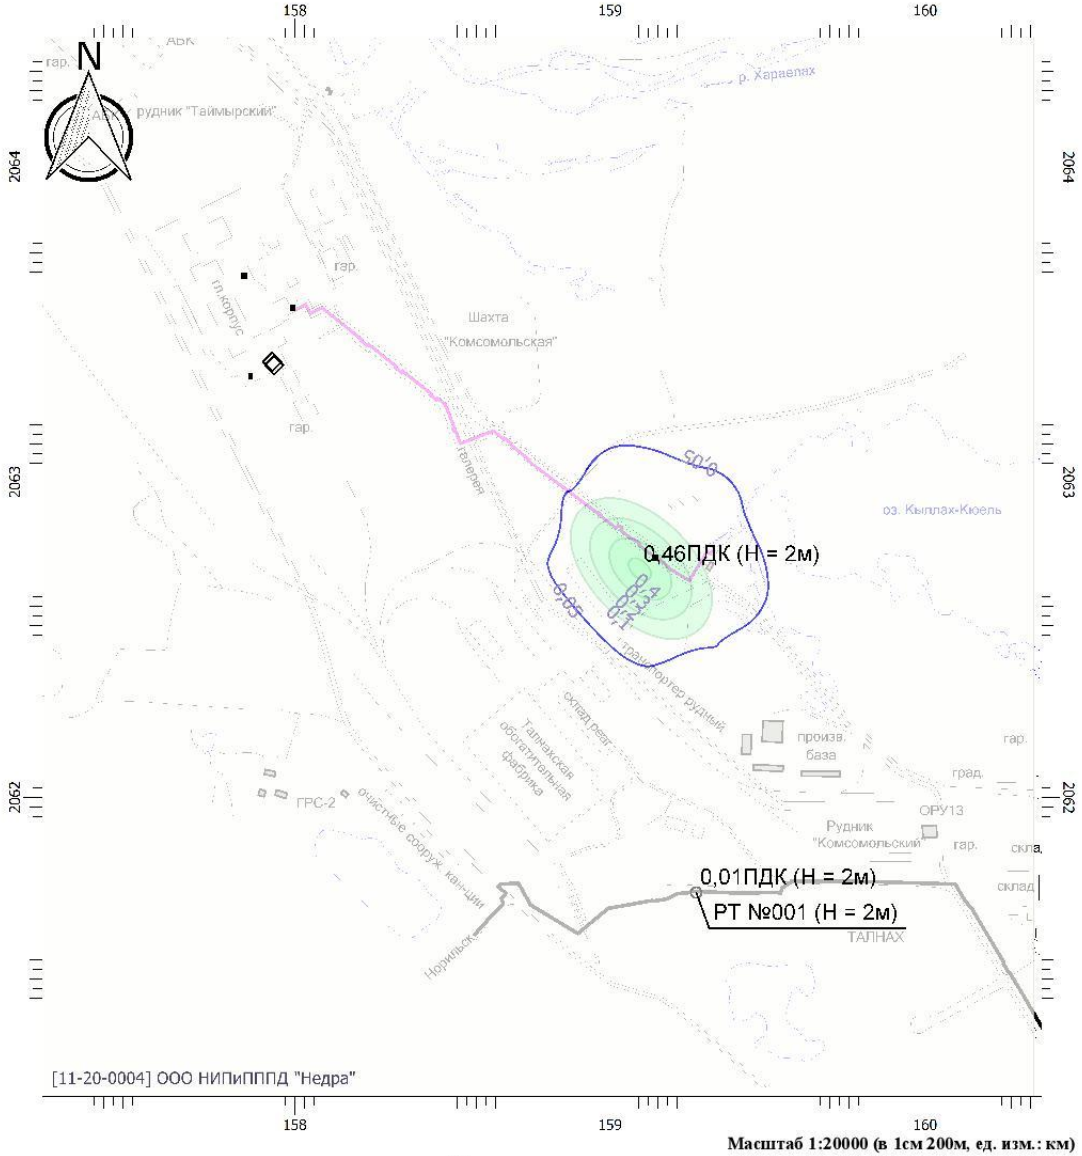 158
159
160
АБК
N
гар.
р. Хараелах
АБК
рудник "Таймырский"
2064
2064
гар.
гл.корпус
Шахта
"Комсомольская"
гар.
галерея
0,05
2063
2063
оз. Кыллах-Кюель
0,46ПДК (Н = 2м)
0,4
0,3
0,2
0,1
0,05
транспортер рудный
склад реаг.
Талнахская
обогатительная
фабрика
произв.
база
гар.
град.
2062
2062
ГРС-2
очистные сооруж. кан-ции
ОРУ13
Рудник
"Комсомольский"
гар.
скла
0,01ПДК (Н = 2м)
склад
РТ №001 (Н = 2м)
ТАЛНАХ
Норильск
[11-20-0004] ООО НИПиПППД "Недра"
158
159
160
Масштаб 1:20000 (в 1см 200м, ед. изм.: км)